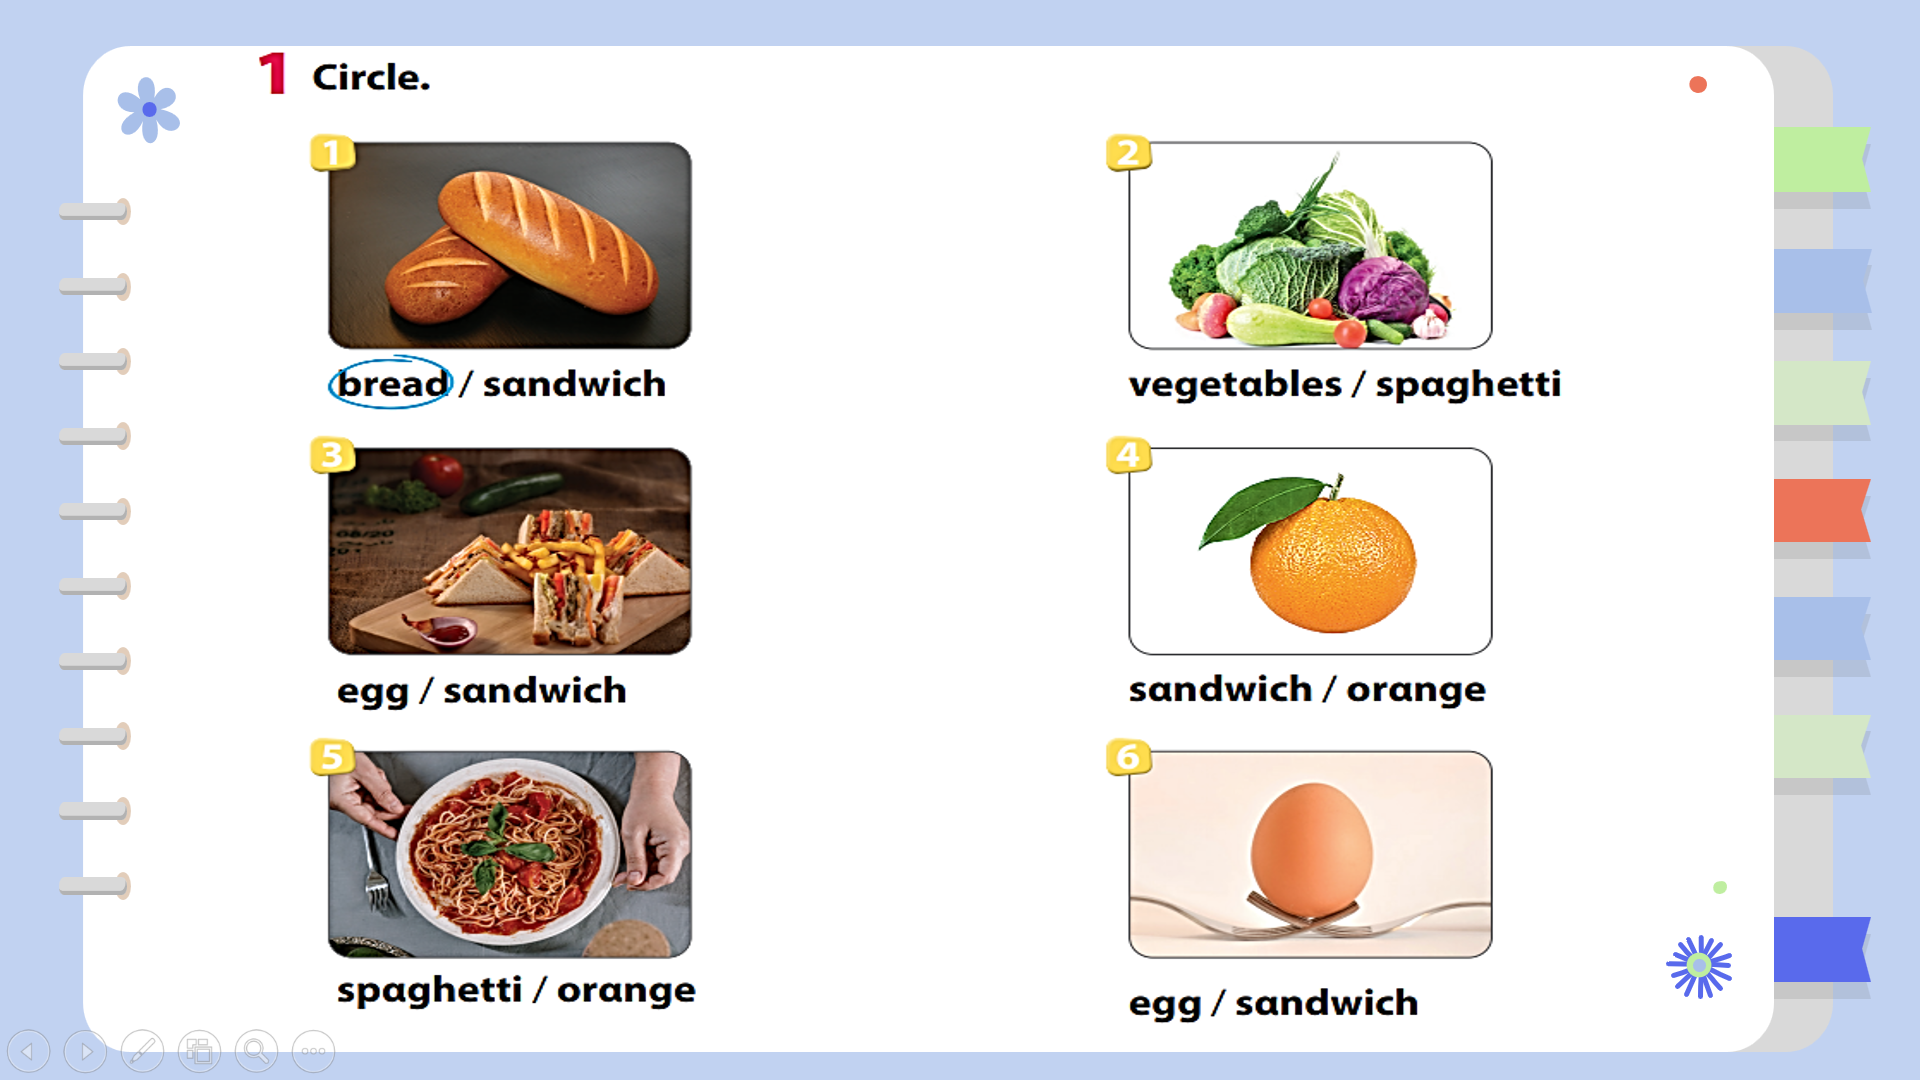 1 Circle.
1
2
bread / sandwich
vegetables / spaghetti
3
4
egg / sandwich
sandwich / orange
5
6
spaghetti / orange
egg / sandwich